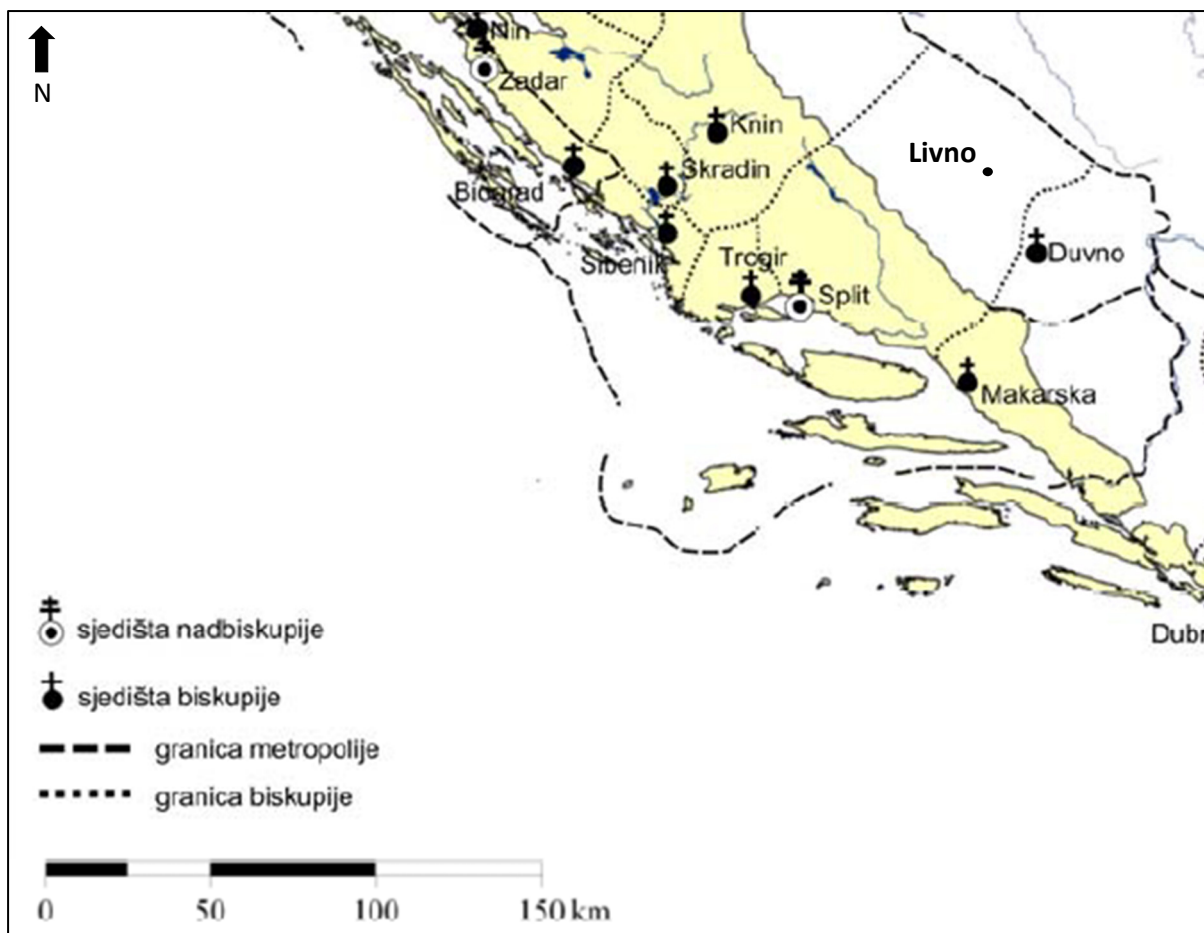 N
Nin
Zadar
Knin
Skradin
Livno
Biograd
Šibenik
Trogir
Duvno
Split
Makarska
Dubr
sjedišta nadbiskupije
sjedišta biskupije
granica metropolije
granica biskupije
0 50 100 150 km